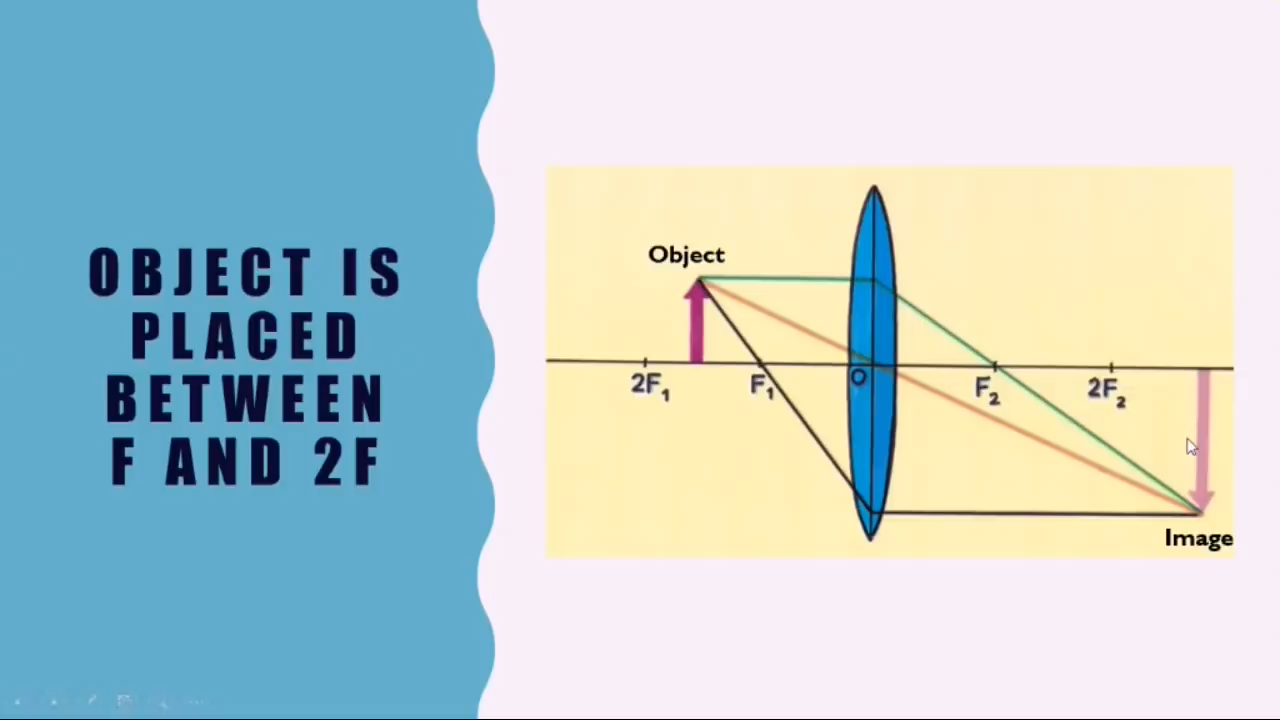 OBJECT IS
PLACED
BETWEEN
F AND 2F
Object
2F₁
F₁
O
F₂
2F₂
Image